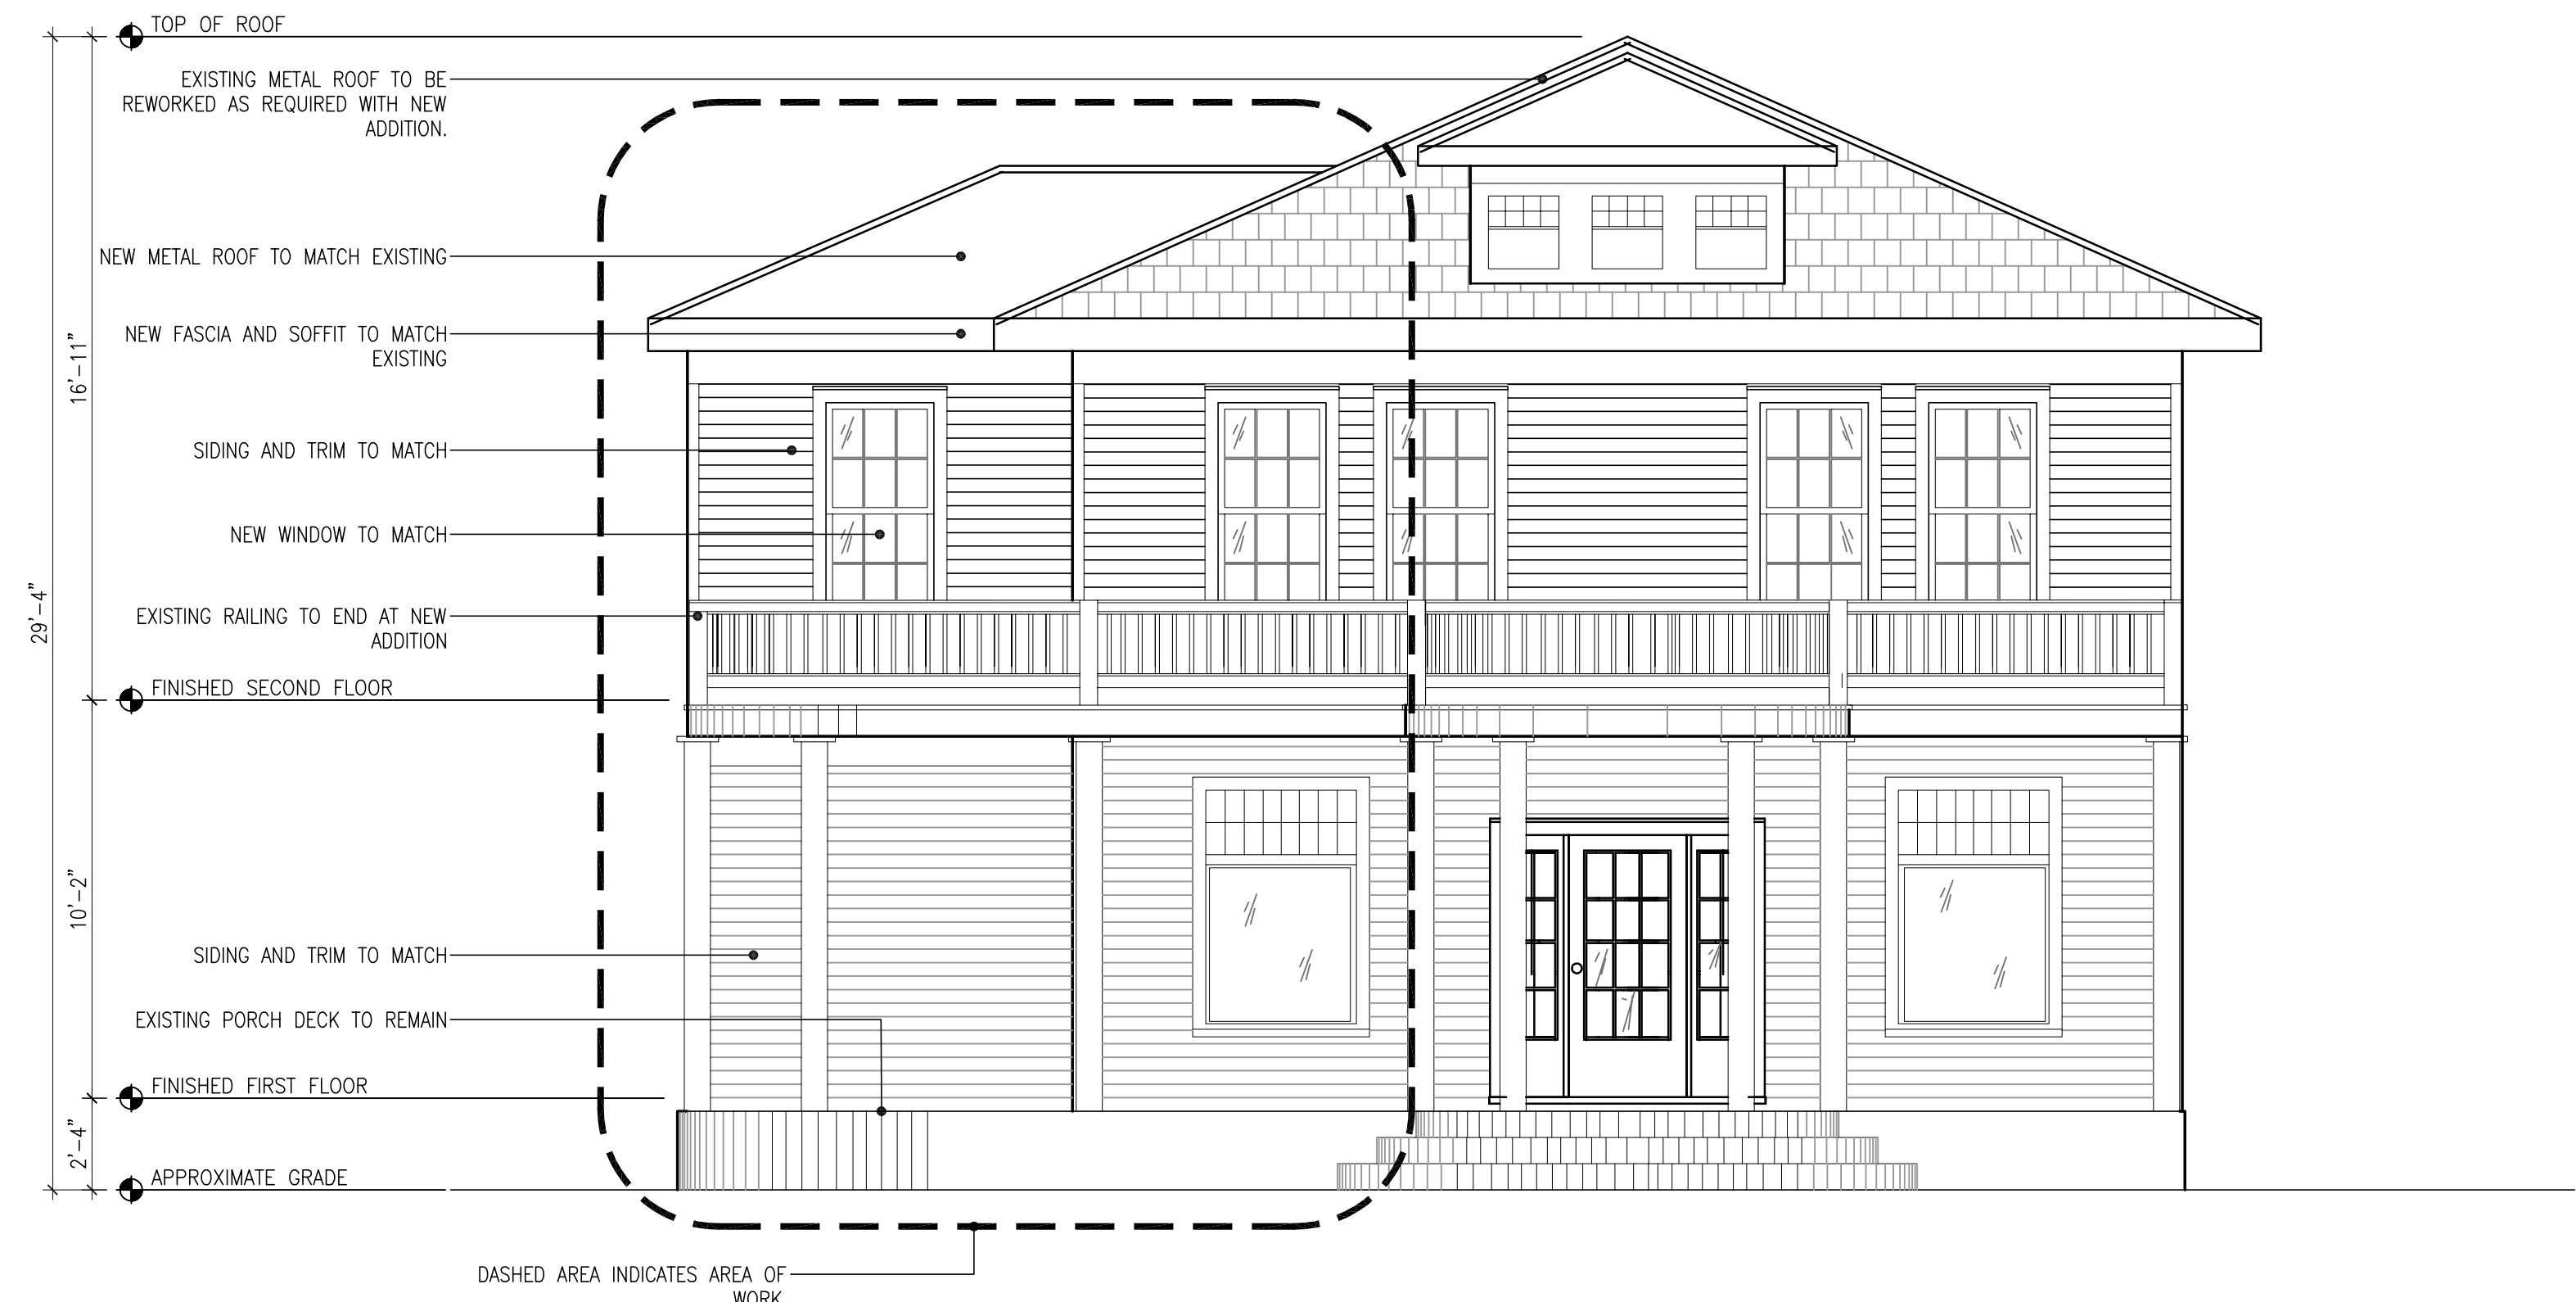 TOP OF ROOF
EXISTING METAL ROOF TO BE
REWORKED AS REQUIRED WITH NEW
ADDITION.
NEW METAL ROOF TO MATCH EXISTING
NEW FASCIA AND SOFFIT TO MATCH
EXISTING
16'-11"
SIDING AND TRIM TO MATCH
NEW WINDOW TO MATCH
29'-4"
EXISTING RAILING TO END AT NEW
ADDITION
FINISHED SECOND FLOOR
10'-2"
SIDING AND TRIM TO MATCH
EXISTING PORCH DECK TO REMAIN
FINISHED FIRST FLOOR
2'-4"
APPROXIMATE GRADE
DASHED AREA INDICATES AREA OF
WORK.